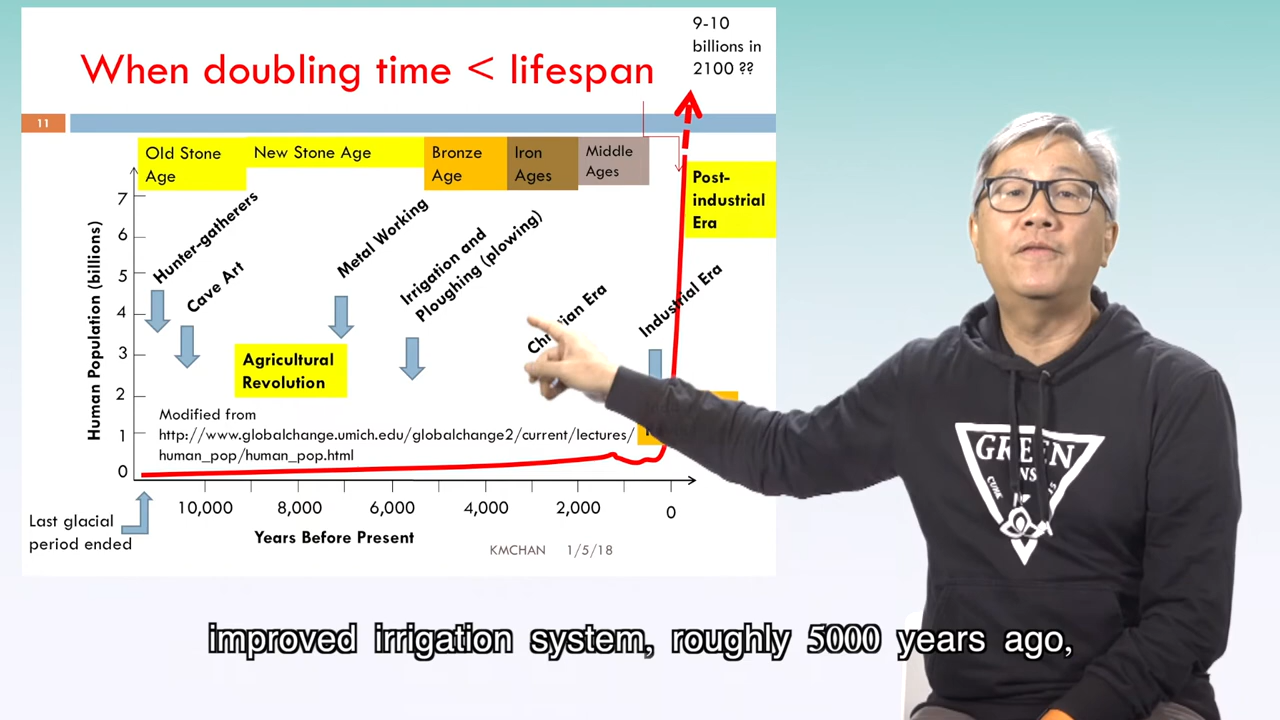 9-10
billions in
2100 ??
When doubling time < lifespan
11
Old Stone
Age
New Stone Age
Bronze
Age
Iron
Ages
Middle
Ages
Post-
industrial
Era
Hunter-gatherers
Cave Art
Metal Working
Irrigation and
Ploughing (plowing)
Industrial Era
Agricultural
Revolution
Human Population (billions)
7
6
5
4
3
2
1
0
Modified from
http://www.globalchange.umich.edu/globalchange2/current/lectures/
human_pop/human_pop.html
10,000
8,000
6,000
4,000
2,000
0
Last glacial
period ended
Years Before Present
KMCHAN 1/5/18
GREEN
improved irrigation system, roughly 5000 years ago,